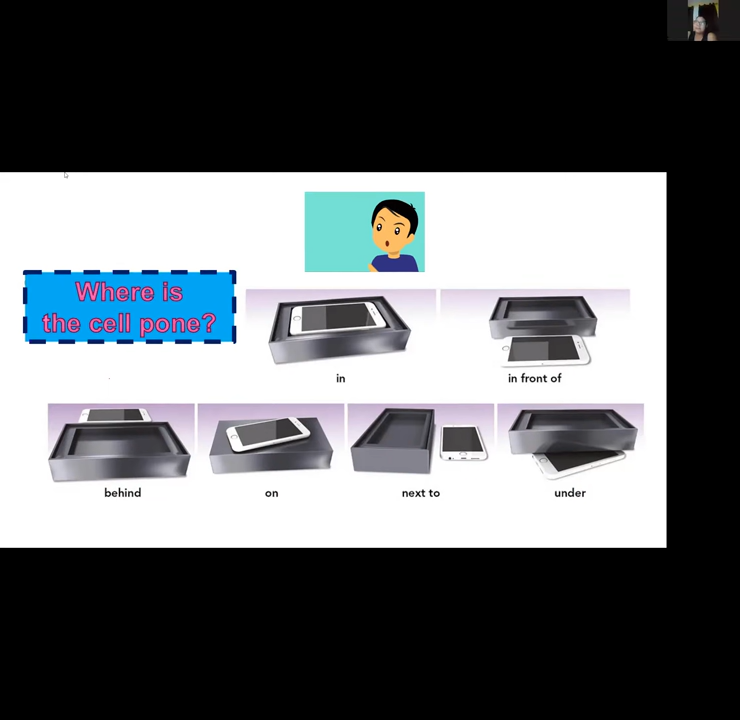 Where is
the cell pone?
in
in front of
behind
on
next to
under